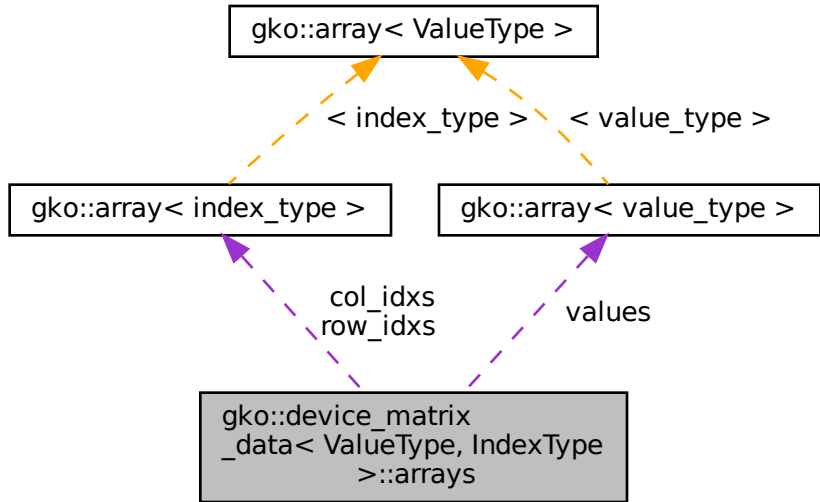 gko::array< ValueType >
< index_type >
< value_type >
gko::array< index_type >
gko::array< value_type >
col_idxs
row_idxs
values
gko::device_matrix
_data< ValueType, IndexType
>::arrays